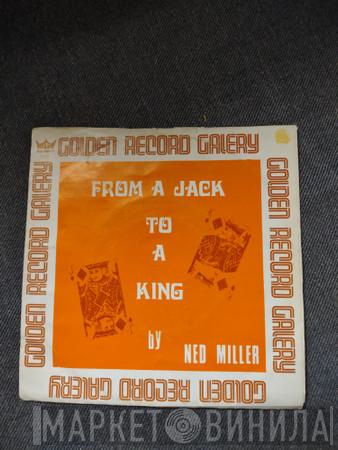 GOLDEN RECORD GALERY
GOLDEN RECORD GALERY
GOLDEN RECORD GALERY
FROM A JACK
TO
A
KING
by NED MILLER
GOLDEN RECORD GALERY
МАРКЕТ ВИНИЛА